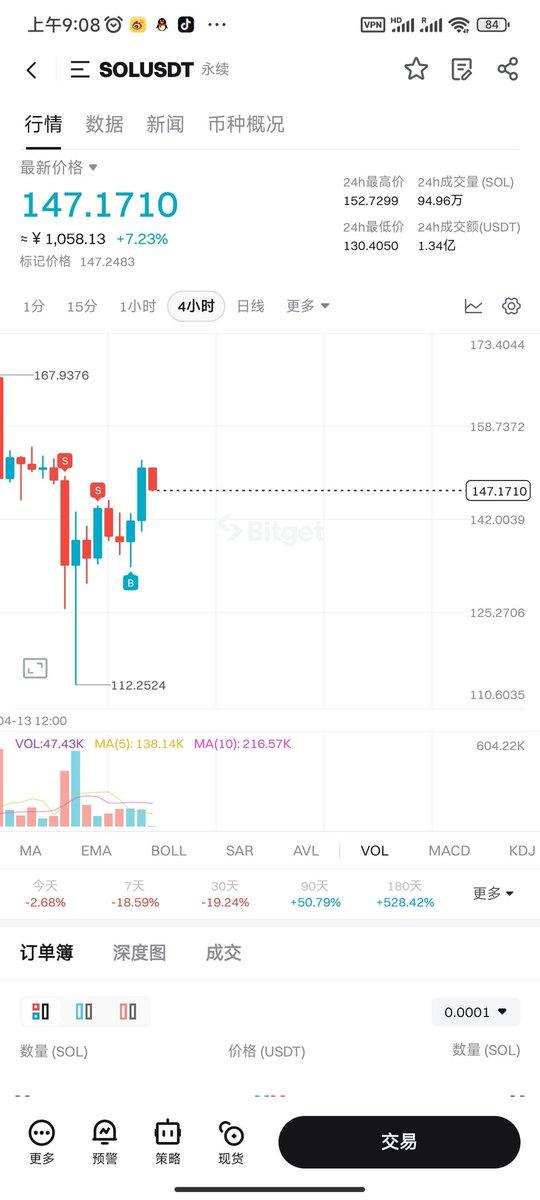 上午9:08 VPN HD R 84
SOLUSDT 永续
行情 数据 新闻 币种概况
最新价格
147.1710
≈ ¥ 1,058.13 +7.23%
标记价格 147.2483
24h最高价 24h成交量 (SOL)
152.7299 94.96万
24h最低价 24h成交额(USDT)
130.4050 1.34亿
1分 15分 1小时 4小时 日线 更多
173.4044
167.9376
158.7372
S
S
147.1710
142.0039
Bitget
B
125.2706
112.2524
110.6035
04-13 12:00
VOL:47.43K MA(5): 138.14K MA(10): 216.57K
604.22K
MA EMA BOLL SAR AVL VOL MACD KDJ
今天 7天 30天 90天 180天 更多
-2.68% -18.59% -19.24% +50.79% +528.42%
订单簿 深度图 成交
0.0001
数量 (SOL) 价格 (USDT) 数量 (SOL)
-- --
更多 预警 策略 现货 交易